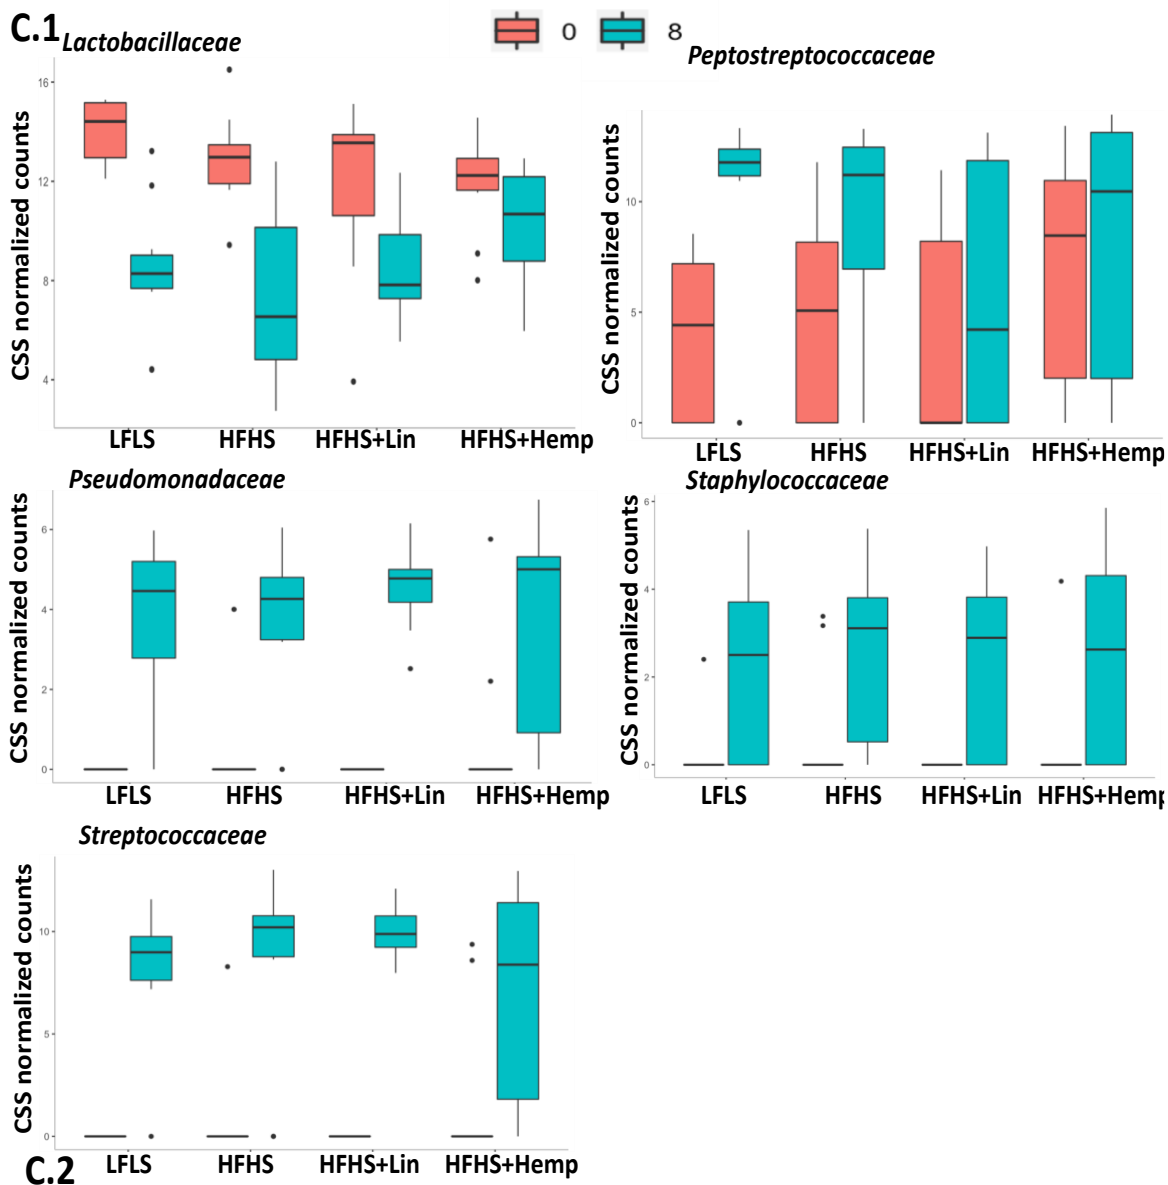 C.1
Lactobacillaceae
0 8
Peptostreptococcaceae
CSS normalized counts
16
12
8
4
LFLS HFHS HFHS+Lin HFHS+Hemp
CSS normalized counts
10
5
0
LFLS HFHS HFHS+Lin HFHS+Hemp
Pseudomonadaceae
CSS normalized counts
6
4
2
0
LFLS HFHS HFHS+Lin HFHS+Hemp
Staphylococcaceae
CSS normalized counts
6
4
2
0
LFLS HFHS HFHS+Lin HFHS+Hemp
Streptococcaceae
CSS normalized counts
10
5
0
LFLS HFHS HFHS+Lin HFHS+Hemp
C.2